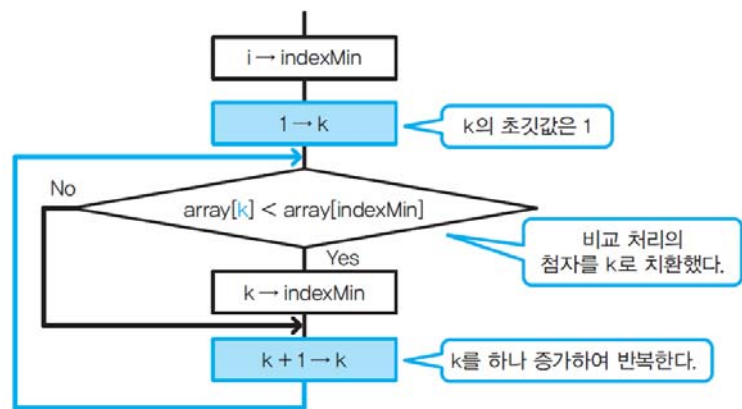 i → indexMin
1 → k
k의 초깃값은 1
No
array[k] < array[indexMin]
비교 처리의
첨자를 k로 치환했다.
Yes
k → indexMin
k + 1 → k
k를 하나 증가하여 반복한다.